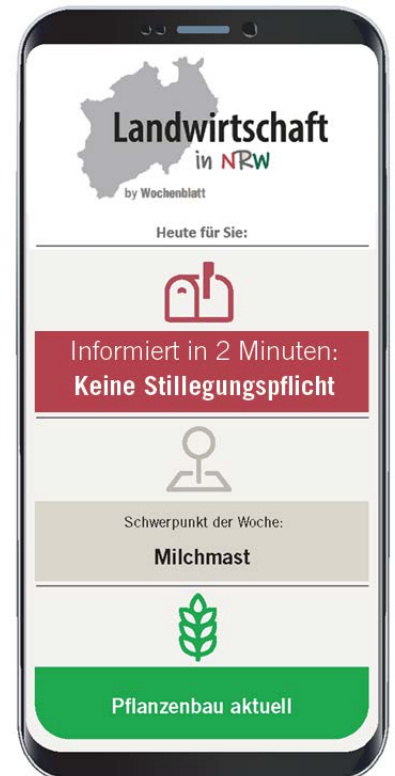 Landwirtschaft
in NRW
by Wochenblatt
Heute für Sie:
Informiert in 2 Minuten:
Keine Stillegungspflicht
Schwerpunkt der Woche:
Milchmast
Pflanzenbau aktuell